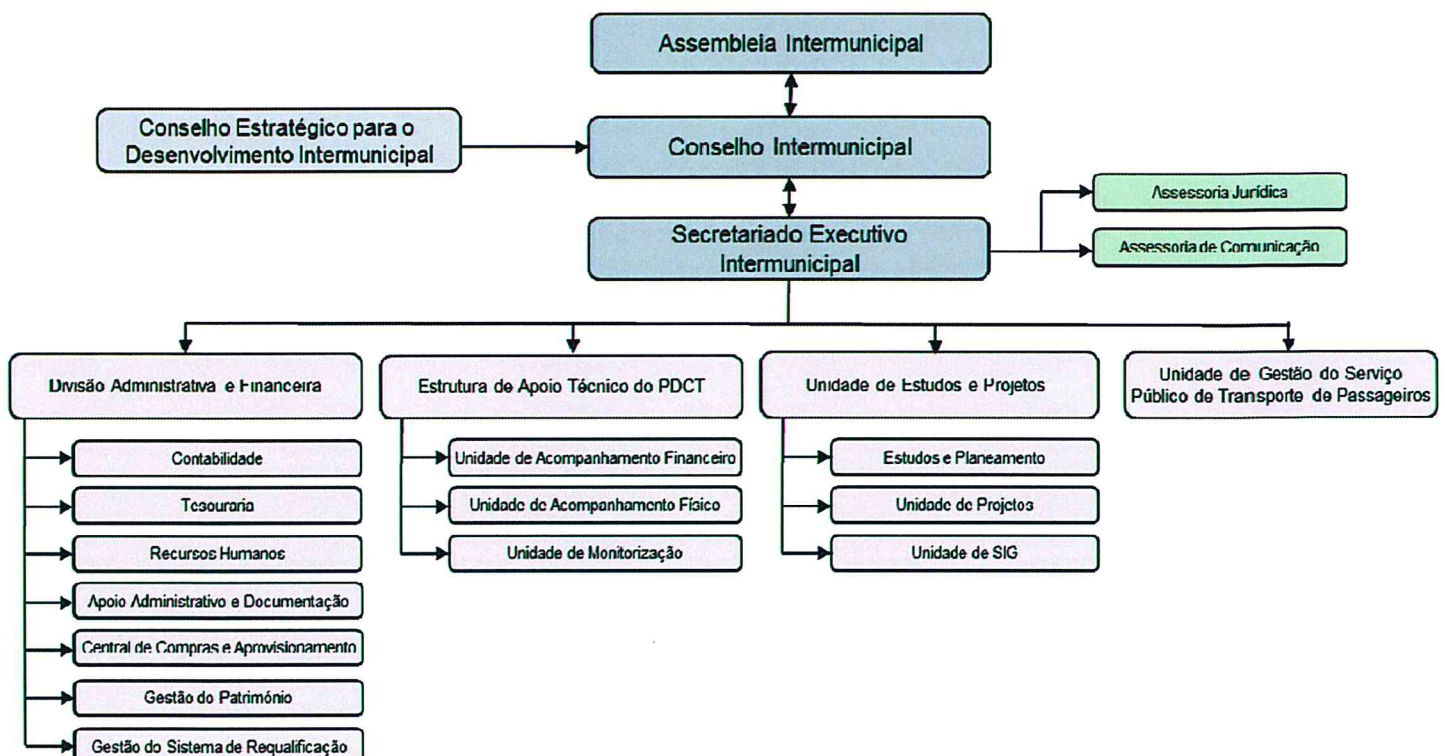 Assembleia Intermunicipal
Conselho Estratégico para o
Desenvolvimento Intermunicipal
Conselho Intermunicipal
Secretariado Executivo
Intermunicipal
Assessoria Jurídica
Assessoria de Comunicação
Divisão Administrativa e Financeira
Contabilidade
Tesouraria
Recursos Humanos
Apoio Administrativo e Documentação
Central de Compras e Aprovisionamento
Gestão do Património
Gestão do Sistema de Requalificação
Estrutura de Apoio Técnico do PDCT
Unidade de Acompanhamento Financeiro
Unidade de Acompanhamento Físico
Unidade de Monitorização
Unidade de Estudos e Projetos
Estudos e Planeamento
Unidade de Projetos
Unidade de SIG
Unidade de Gestão do Serviço
Público de Transporte de Passageiros